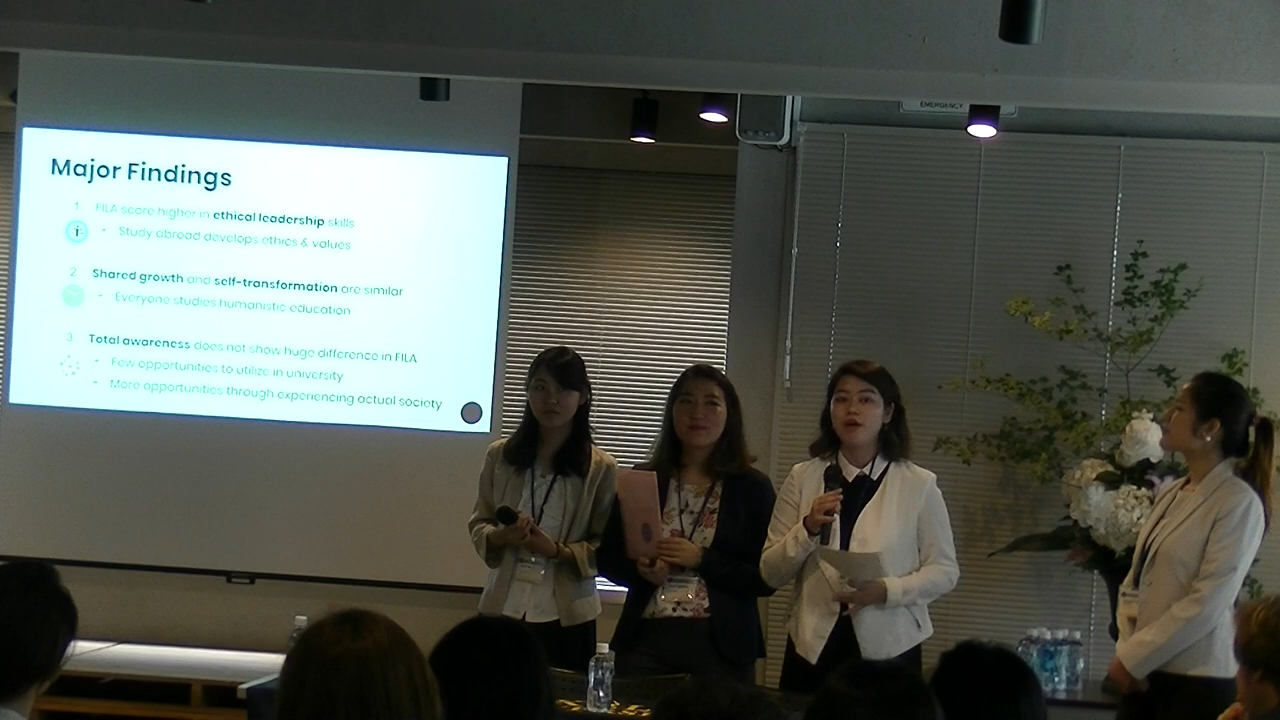 Major Findings
1. FILA score higher in ethical leadership skills
- Study abroad develops ethics & values
2. Shared growth and self-transformation are similar
- Everyone studies humanistic education
3. Total awareness does not show huge difference in FILA
- Few opportunities to utilize in university
- More opportunities through experiencing actual society
EMERGENCY